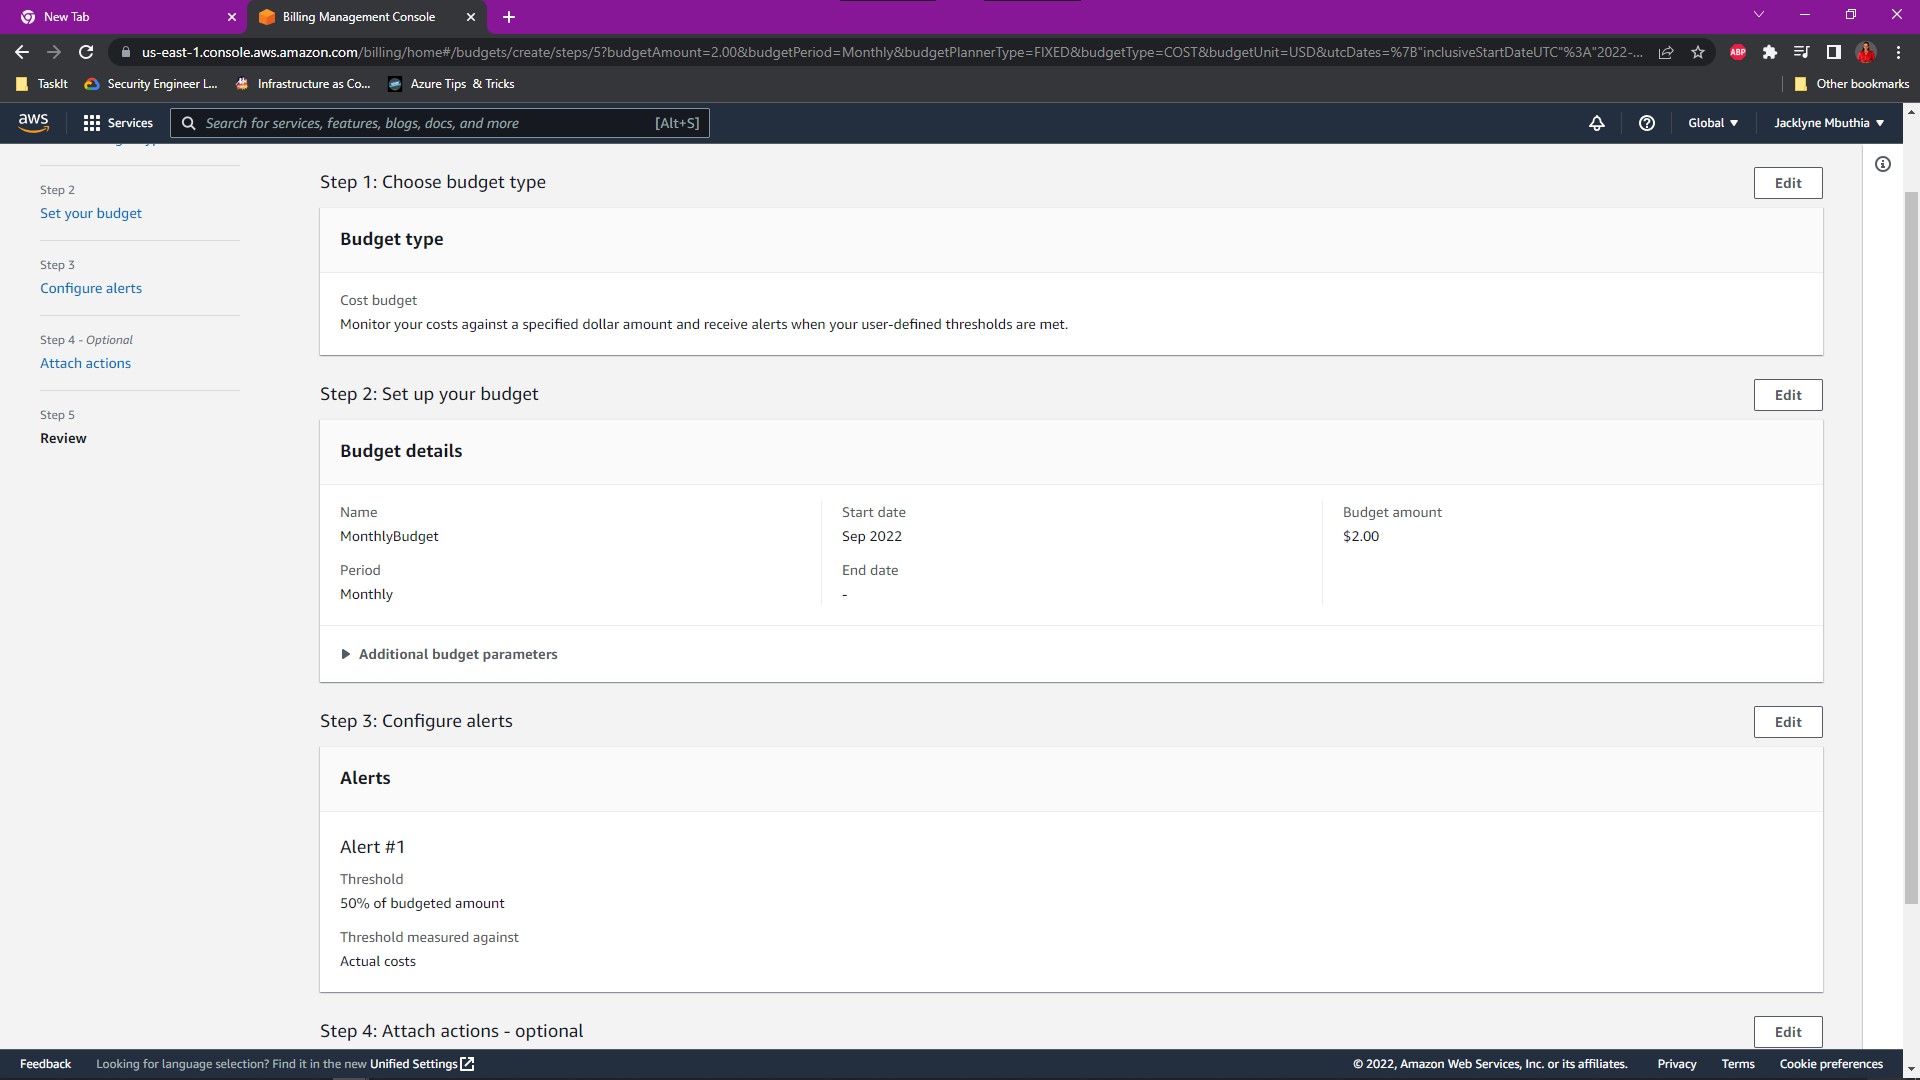 New Tab
Billing Management Console
us-east-1.console.aws.amazon.com/billing/home#/budgets/create/steps/5?budgetAmount=2.00&budgetPeriod=Monthly&budgetPlannerType=FIXED&budgetType=COST&budgetUnit=USD&utcDates=%7B"inclusiveStartDateUTC"%3A"2022-...
ABP
TaskIt
Security Engineer L...
Infrastructure as Co...
Azure Tips & Tricks
Other bookmarks
aws
Services
Search for services, features, blogs, docs, and more
[Alt+S]
Global
Jacklyne Mbuthia
Step 2
Set your budget
Step 3
Configure alerts
Step 4 - Optional
Attach actions
Step 5
Review
Step 1: Choose budget type
Edit
Budget type
Cost budget
Monitor your costs against a specified dollar amount and receive alerts when your user-defined thresholds are met.
Step 2: Set up your budget
Edit
Budget details
Name
MonthlyBudget
Period
Monthly
Start date
Sep 2022
End date
-
Budget amount
$2.00
Additional budget parameters
Step 3: Configure alerts
Edit
Alerts
Alert #1
Threshold
50% of budgeted amount
Threshold measured against
Actual costs
Step 4: Attach actions - optional
Edit
Feedback
Looking for language selection? Find it in the new Unified Settings
© 2022, Amazon Web Services, Inc. or its affiliates.
Privacy
Terms
Cookie preferences